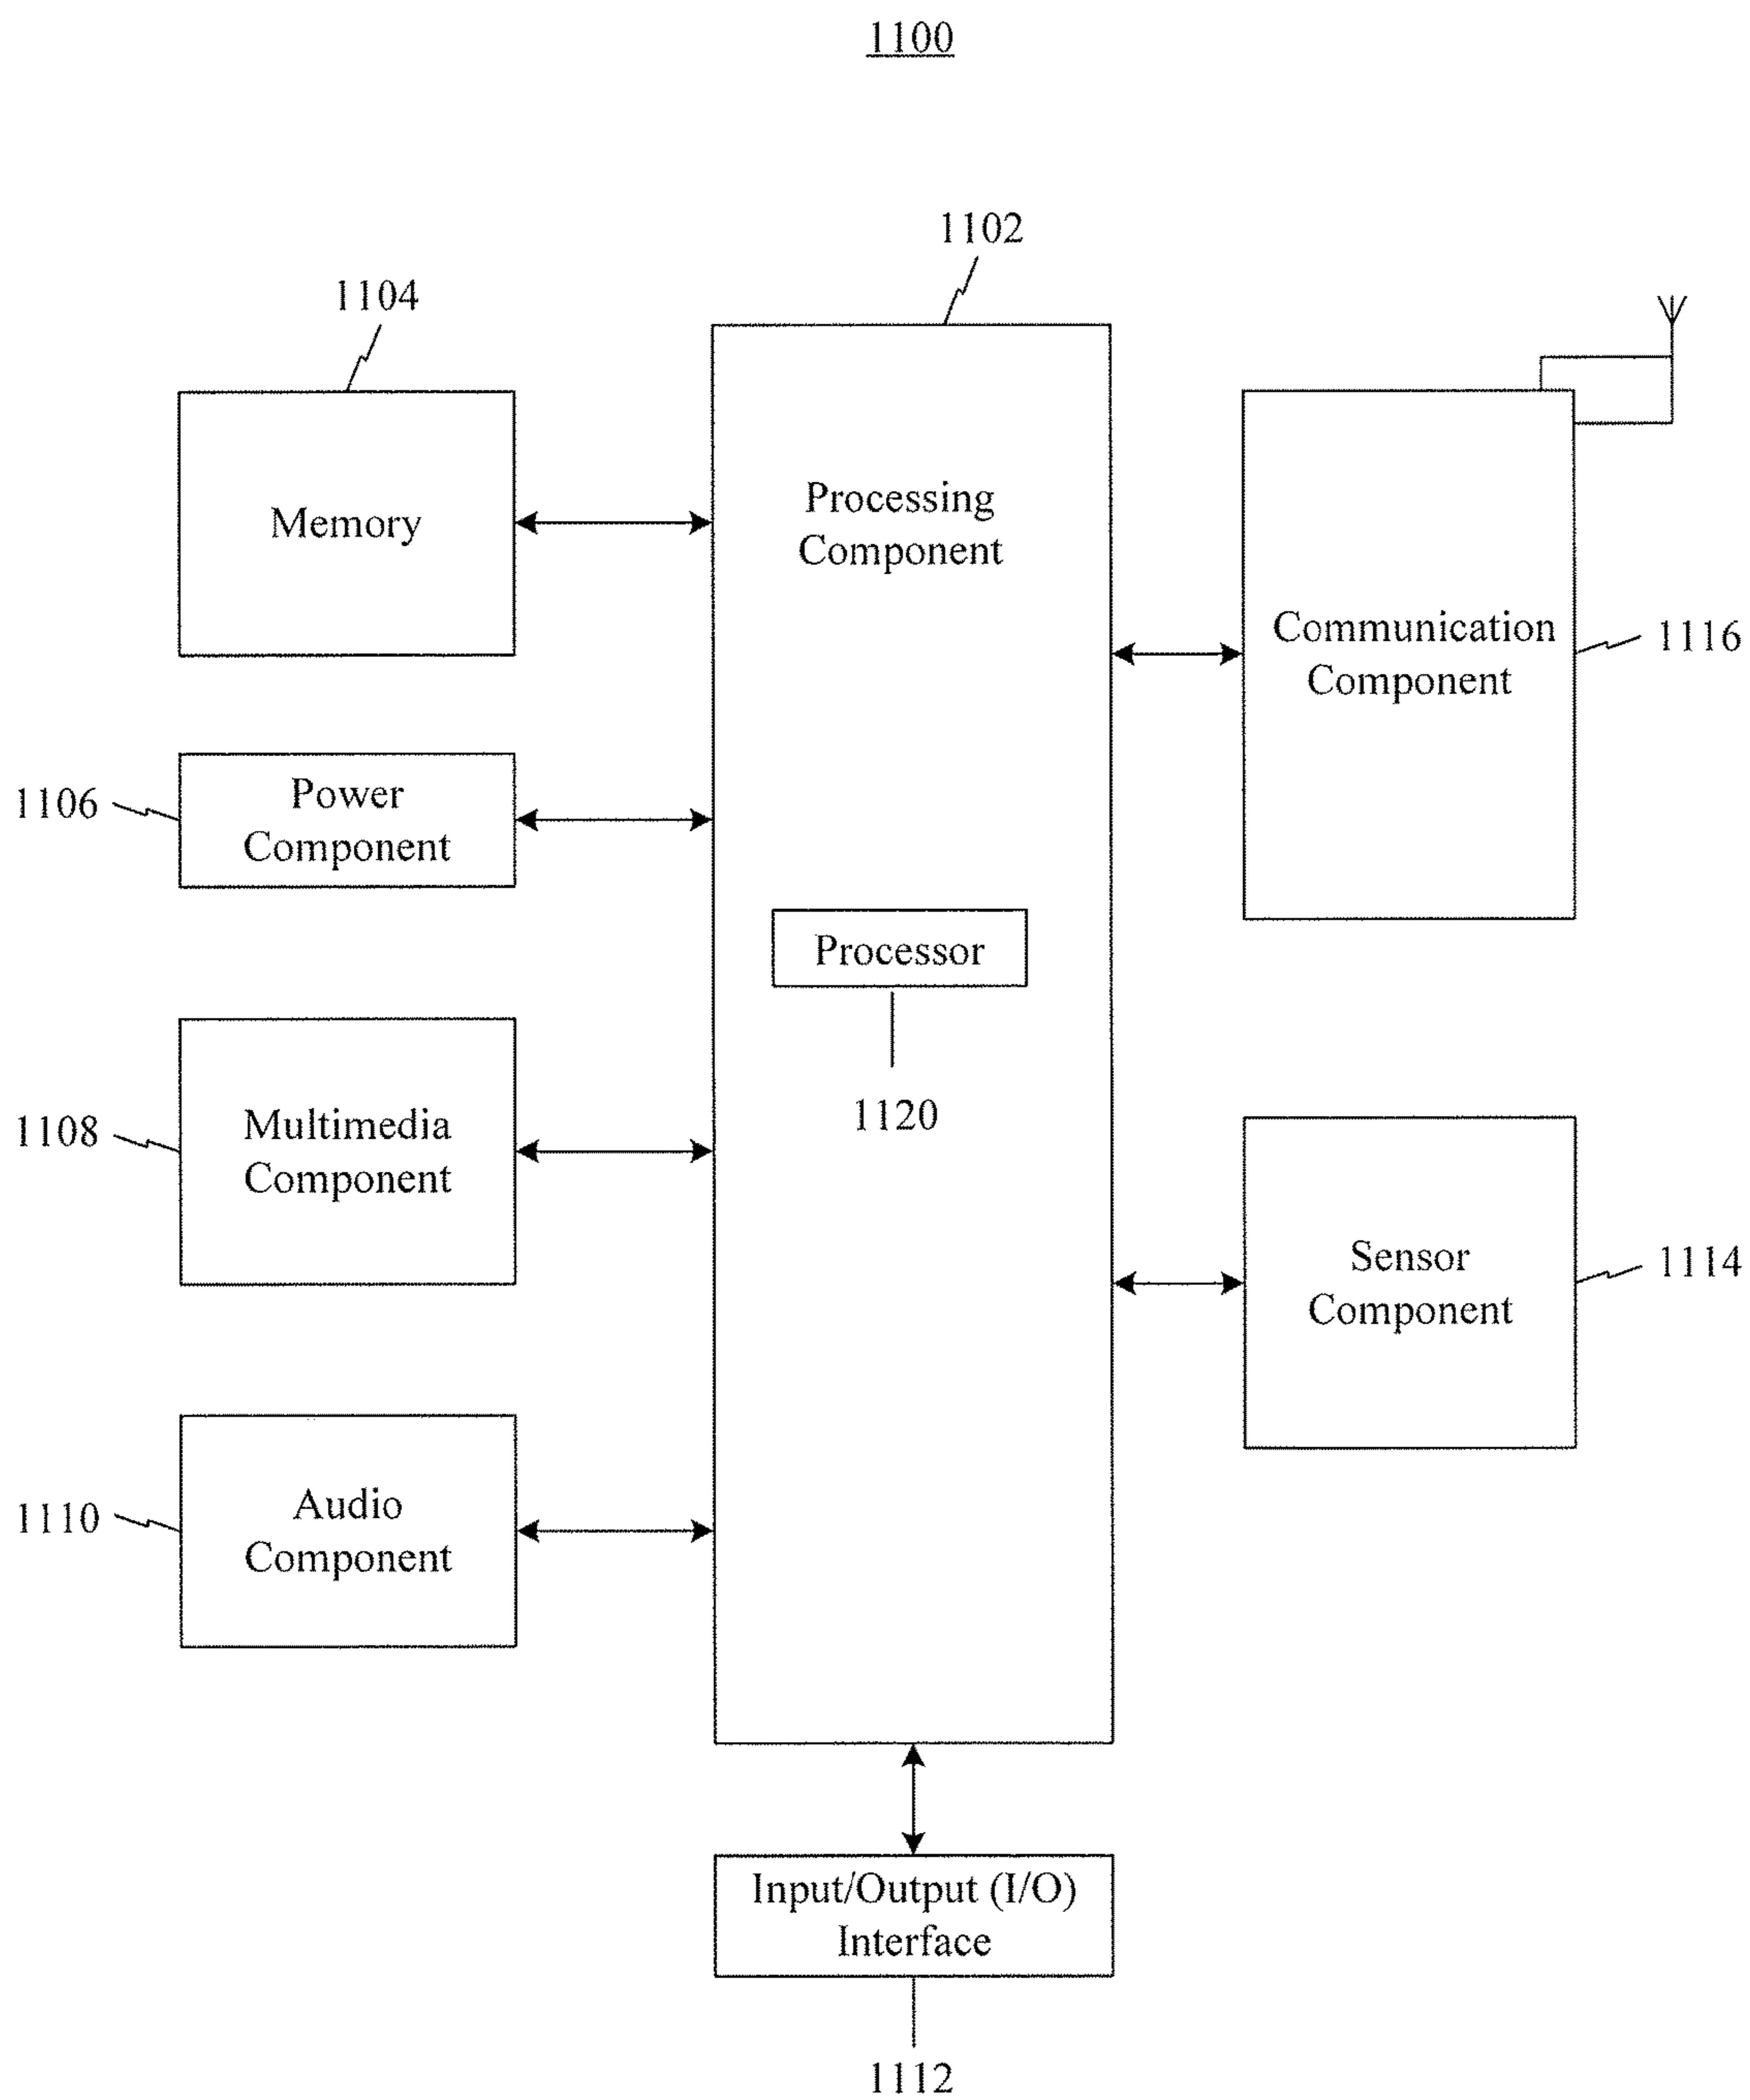 1100
1102
1104
Memory
Processing
Component
Communication
Component
1116
1106
Power
Component
Processor
1120
1108
Multimedia
Component
Sensor
Component
1114
1110
Audio
Component
Input/Output (I/O)
Interface
1112